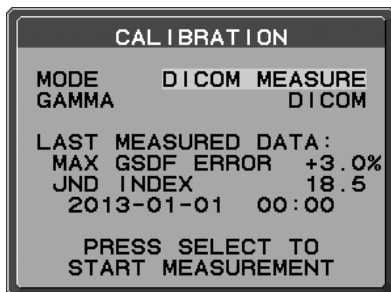 CALIBRATION
MODE DICOM MEASURE
GAMMA DICOM
LAST MEASURED DATA:
MAX GSDF ERROR +3.0%
JND INDEX 18.5
2013-01-01 00:00
PRESS SELECT TO
START MEASUREMENT